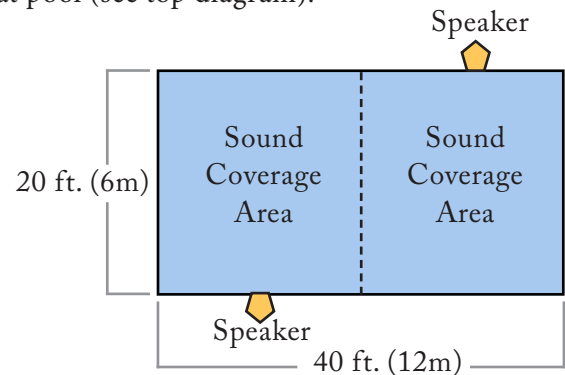 at pool (see top diagram).
Speaker
Sound
Coverage
Area
Sound
Coverage
Area
20 ft. (6m)
Speaker
40 ft. (12m)